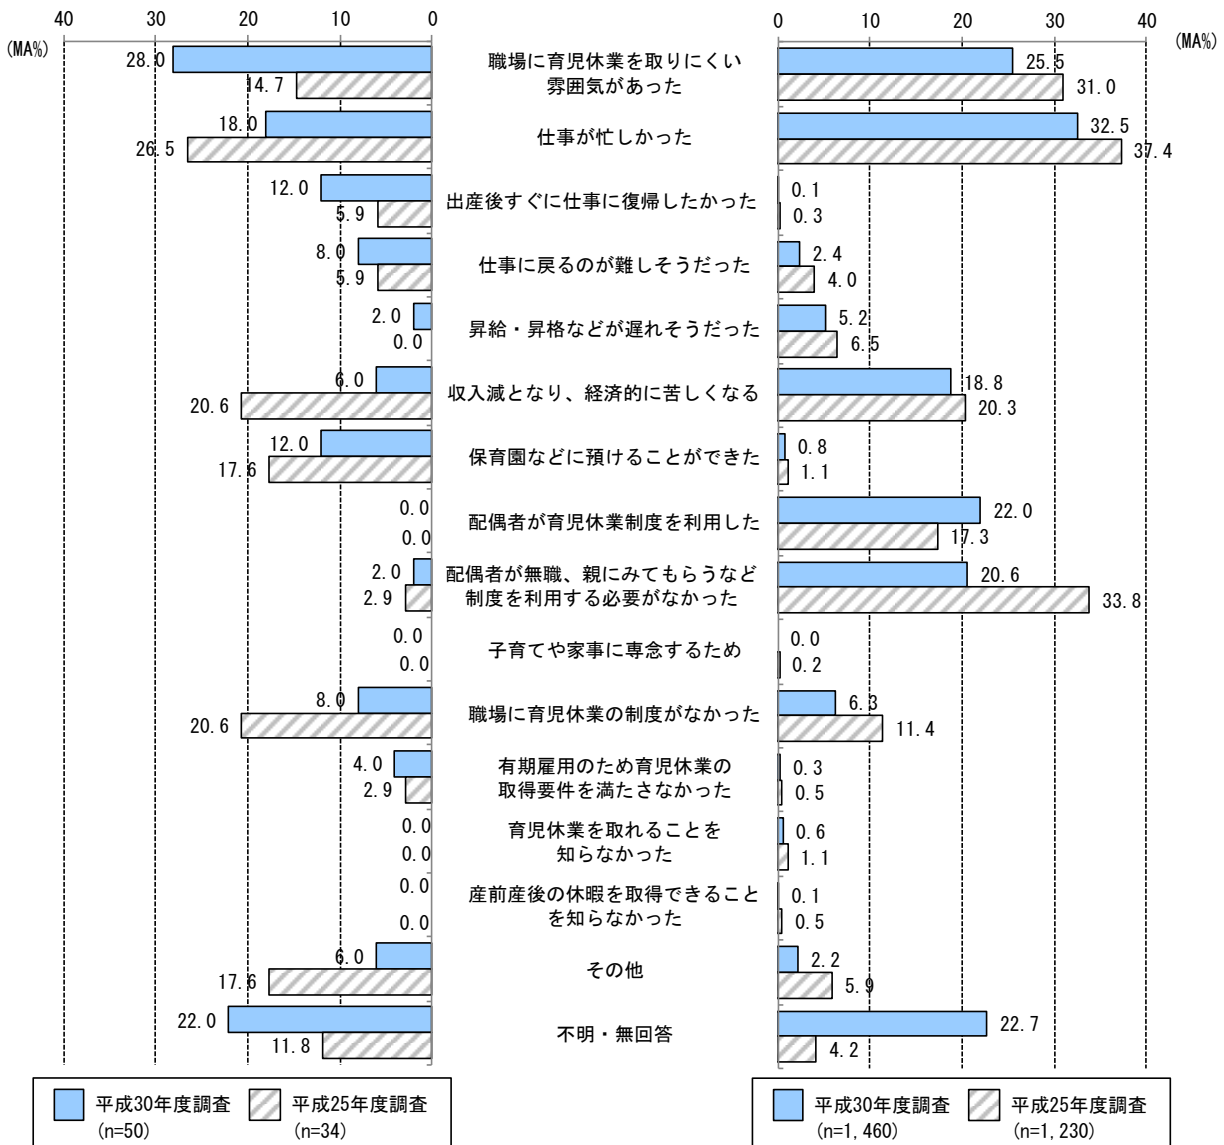 40 30 20 10 0 0 10 20 30 40
(MA%) (MA%)
28.0 職場に育児休業を取りにくい 25.5
14.7 雰囲気があった 31.0
18.0 仕事が忙しかった 32.5
26.5 37.4
12.0 出産後すぐに仕事に復帰したかった 0.1
5.9 0.3
8.0 仕事に戻るのが難しそうだった 2.4
5.9 4.0
2.0 昇給・昇格などが遅れそうだった 5.2
0.0 6.5
6.0 収入減となり、経済的に苦しくなる 18.8
20.6 20.3
12.0 保育園などに預けることができた 0.8
17.6 1.1
0.0 配偶者が育児休業制度を利用した 22.0
0.0 17.3
2.0 配偶者が無職、親にみてもらうなど 20.6
2.9 制度を利用する必要がなかった 33.8
0.0 子育てや家事に専念するため 0.0
0.0 0.2
8.0 職場に育児休業の制度がなかった 6.3
20.6 11.4
4.0 有期雇用のため育児休業の 0.3
2.9 取得要件を満たさなかった 0.5
0.0 育児休業を取れることを 0.6
0.0 知らなかった 1.1
0.0 産前産後の休暇を取得できること 0.1
0.0 を知らなかった 0.5
6.0 その他 2.2
17.6 5.9
22.0 不明・無回答 22.7
11.8 4.2
平成30年度調査 平成25年度調査 平成30年度調査 平成25年度調査
(n=50) (n=34) (n=1,460) (n=1,230)